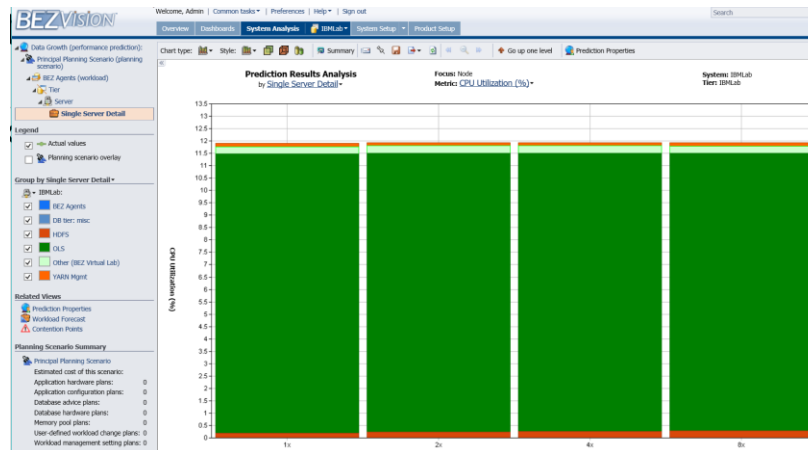 BEZVISION
Welcome, Admin | Common tasks | Preferences | Help | Sign out
Search
Overview Dashboards System Analysis IBMLab System Setup Product Setup
Data Growth (performance prediction):
Principal Planning Scenario (planning scenario)
BEZ Agents (workload)
Tier
Server
Single Server Detail
Legend
Actual values
Planning scenario overlay
Group by Single Server Detail
IBMLab:
BEZ Agents
DB tier: misc
HDFS
OLS
Other (BEZ Virtual Lab)
YARN Mgmt
Related Views
Prediction Properties
Workload Forecast
Contention Points
Planning Scenario Summary
Principal Planning Scenario
Estimated cost of this scenario:
Application hardware plans: 0
Application configuration plans: 0
Database advice plans: 0
Database hardware plans: 0
Memory pool plans: 0
User-defined workload change plans: 0
Workload management setting plans: 0
Chart type: Style: Summary Go up one level Prediction Properties
Prediction Results Analysis
by Single Server Detail
Focus: Node
Metric: CPU Utilization (%)
System: IBMLab
Tier: IBMLab
CPU Utilization (%)
13.5
13
12.5
12
11.5
11
10.5
10
9.5
9
8.5
8
7.5
7
6.5
6
5.5
5
4.5
4
3.5
3
2.5
2
1.5
1
0.5
0
1x 2x 4x 8x